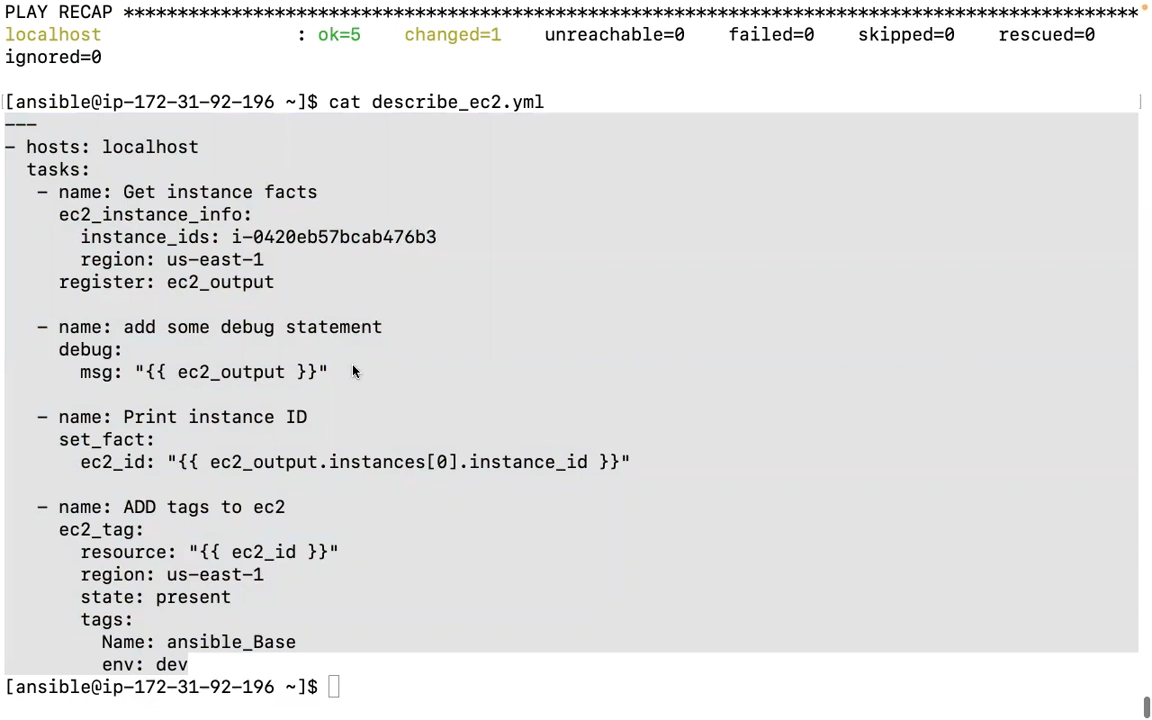 PLAY RECAP **********************************************************************************************
localhost : ok=5 changed=1 unreachable=0 failed=0 skipped=0 rescued=0
ignored=0
[ansible@ip-172-31-92-196 ~]$ cat describe_ec2.yml
---
- hosts: localhost
  tasks:
   - name: Get instance facts
     ec2_instance_info:
       instance_ids: i-0420eb57bcab476b3
       region: us-east-1
     register: ec2_output
   - name: add some debug statement
     debug:
       msg: "{{ ec2_output }}"
   - name: Print instance ID
     set_fact:
       ec2_id: "{{ ec2_output.instances[0].instance_id }}"
   - name: ADD tags to ec2
     ec2_tag:
       resource: "{{ ec2_id }}"
       region: us-east-1
       state: present
       tags:
         Name: ansible_Base
         env: dev
[ansible@ip-172-31-92-196 ~]$